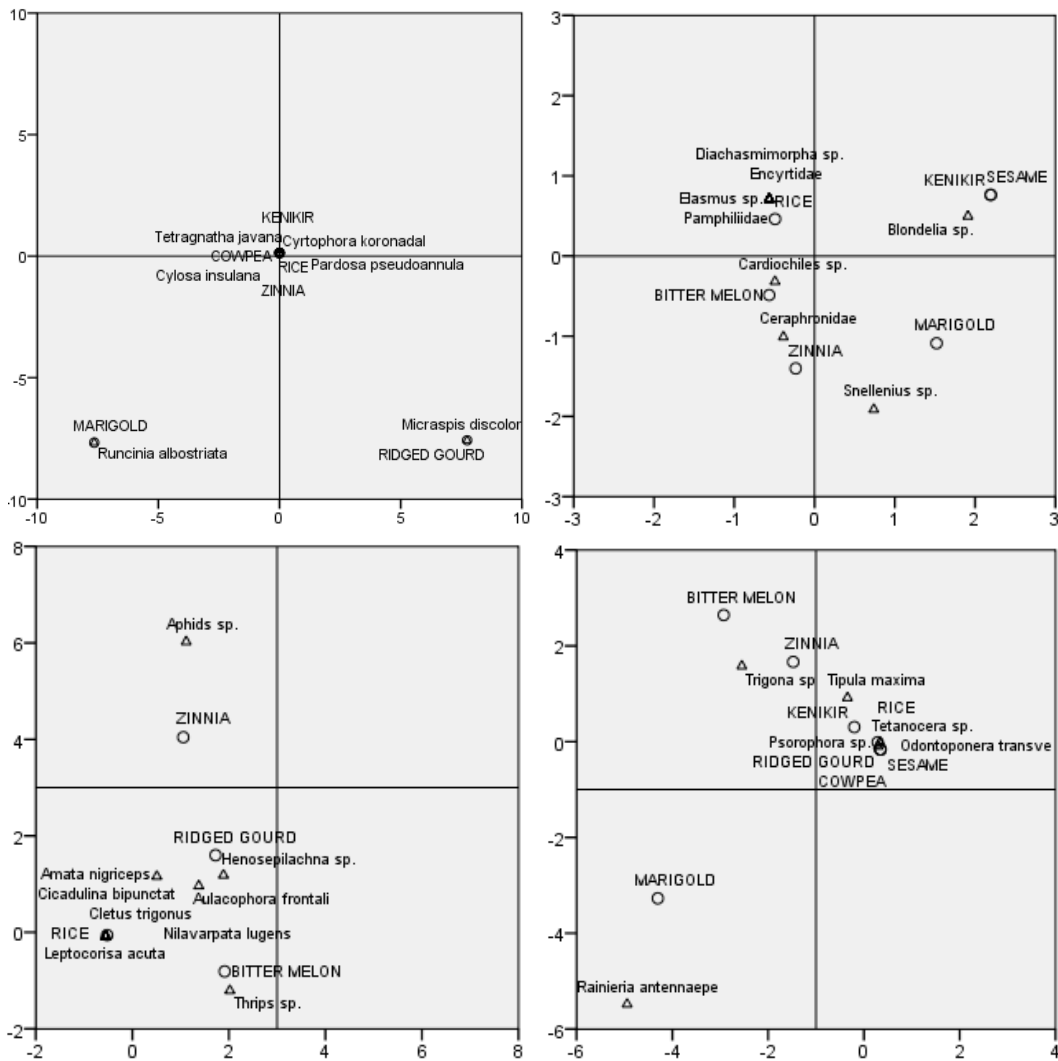 10
5
0
-5
-10
KENIKIR
Tetragnatha javana
Cyrtophora koronadal
COWPEA
RICE
Pardosa pseudoannula
Cylosa insulana
ZINNIA
MARIGOLD
Runcinia albostriata
Micraspis discolor
RIDGED GOURD
-10
-5
0
5
10
3
2
1
0
-1
-2
-3
Diachasmimorpha sp.
Encyrtidae
Elasmus sp.
RICE
Pamphiliidae
KENIKIR
SESAME
Blondelia sp.
Cardiochiles sp.
BITTER MELON
Ceraphronidae
ZINNIA
MARIGOLD
Snellenius sp.
-3
-2
-1
0
1
2
3
8
6
4
2
0
-2
Aphids sp.
ZINNIA
RIDGED GOURD
Henosepilachna sp.
Amata nigriceps
Cicadulina bipunctat
Aulacophora frontali
Cletus trigonus
RICE
Nilavarpata lugens
Leptocorisa acuta
BITTER MELON
Thrips sp.
-2
0
2
4
6
8
4
2
0
-2
-4
-6
BITTER MELON
ZINNIA
Trigona sp
Tipula maxima
KENIKIR
RICE
Tetanocera sp.
Psorophora sp.
Odontoponera transve
RIDGED GOURD
SESAME
COWPEA
MARIGOLD
Rainieria antennaepe
-6
-4
-2
0
2
4